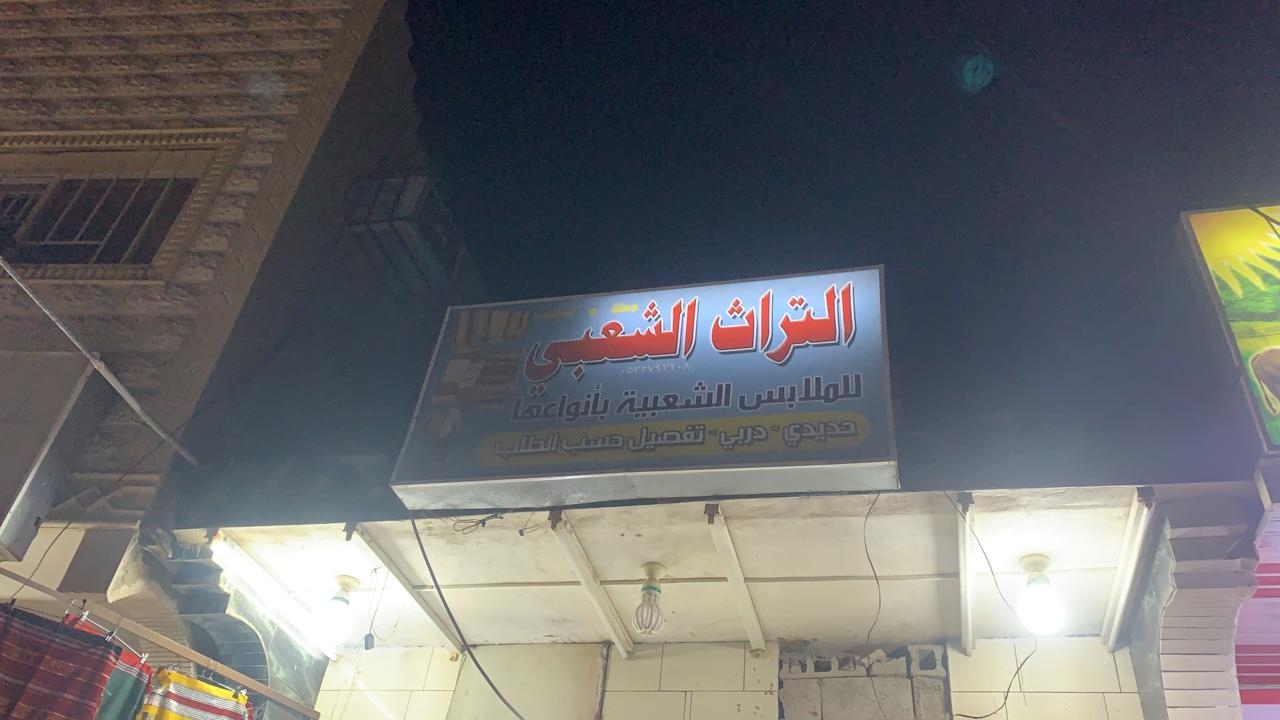 التراث الشعبي
للملابس الشعبية بأنواعها
حديدي - دربي - تفصيل حسب الطلب